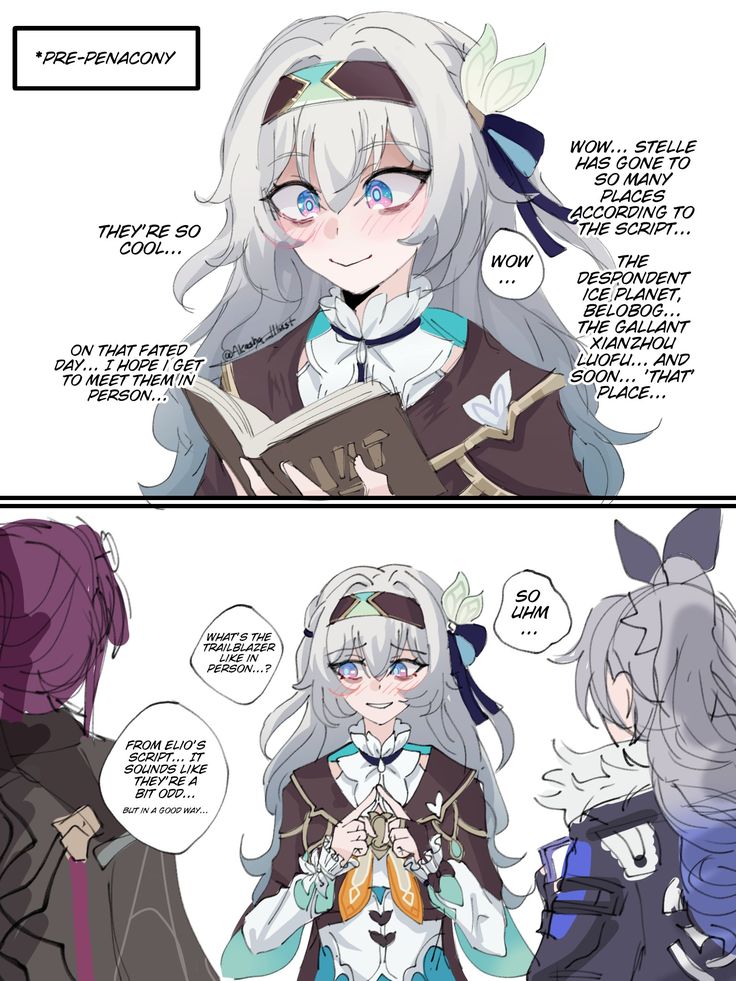 *PRE-PENACONY
WOW... STELLE
HAS GONE TO
SO MANY
PLACES
ACCORDING TO
THE SCRIPT...
THEY'RE SO
COOL...
WOW
...
THE
DESPONDENT
ICE PLANET,
BELOBOG...
THE GALLANT
XIANZHOU
LUOFU... AND
SOON... 'THAT'
PLACE...
ON THAT FATED
DAY... I HOPE I GET
TO MEET THEM IN
PERSON...
@Akasha_Illust
SO
UHM
...
WHAT'S THE
TRAILBLAZER
LIKE IN
PERSON...?
FROM ELIO'S
SCRIPT... IT
SOUNDS LIKE
THEY'RE A
BIT ODD...
BUT IN A GOOD WAY...